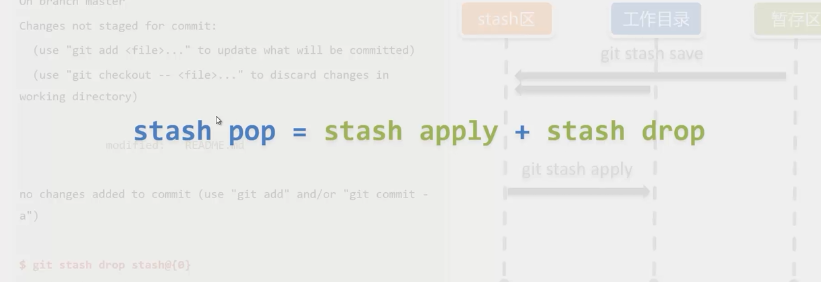 On branch master
Changes not staged for commit:
(use "git add <file>..." to update what will be committed)
(use "git checkout -- <file>..." to discard changes in
working directory)
modified: README.md
no changes added to commit (use "git add" and/or "git commit -
a")
$ git stash drop stash@{0}
stash pop = stash apply + stash drop
stash区
工作目录
暂存区
git stash save
git stash apply